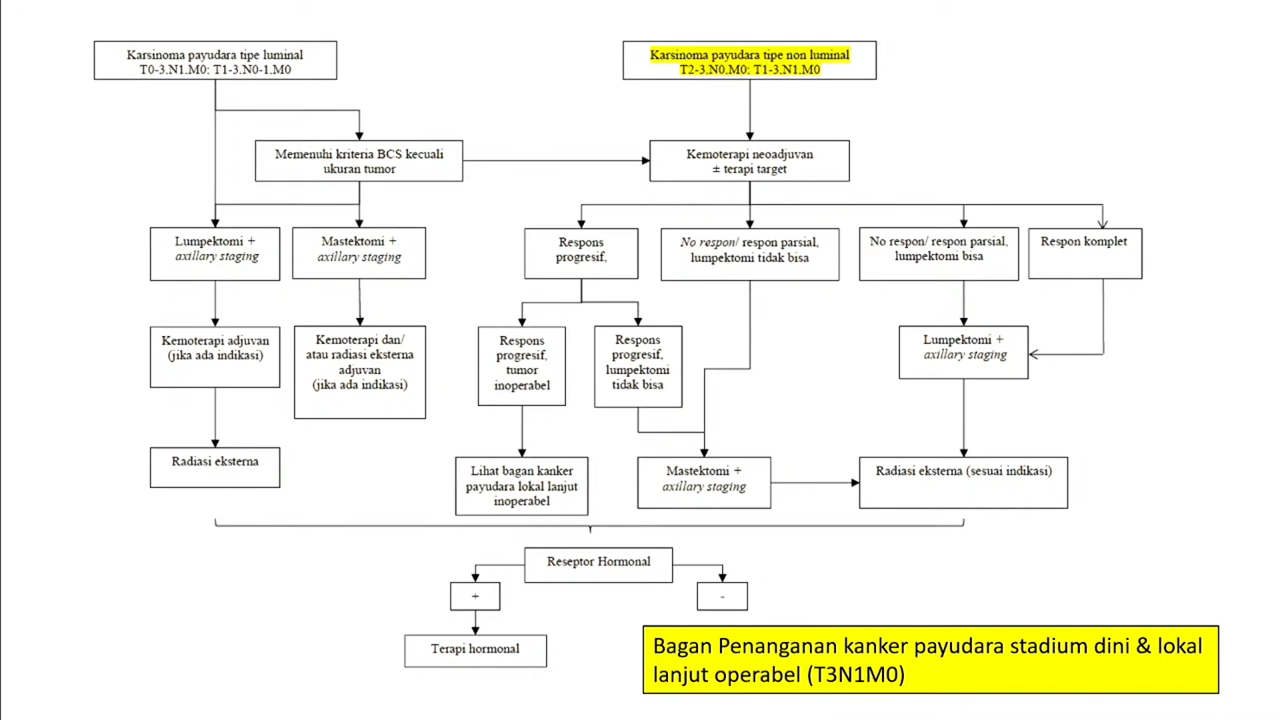 Karsinoma payudara tipe luminal
T0-3.N1.M0: T1-3.N0-1.M0
Karsinoma payudara tipe non luminal
T2-3.N0.M0: T1-3.N1.M0
Memenuhi kriteria BCS kecuali
ukuran tumor
Kemoterapi neoadjuvan
± terapi target
Lumpektomi +
axillary staging
Mastektomi +
axillary staging
Respons
progresif,
No respon/ respon parsial,
lumpektomi tidak bisa
No respon/ respon parsial,
lumpektomi bisa
Respon komplet
Kemoterapi adjuvan
(jika ada indikasi)
Kemoterapi dan/
atau radiasi eksterna
adjuvan
(jika ada indikasi)
Respons
progresif,
tumor
inoperabel
Respons
progresif,
lumpektomi
tidak bisa
Lumpektomi +
axillary staging
Radiasi eksterna
Lihat bagan kanker
payudara lokal lanjut
inoperabel
Mastektomi +
axillary staging
Radiasi eksterna (sesuai indikasi)
Reseptor Hormonal
+
-
Terapi hormonal
Bagan Penanganan kanker payudara stadium dini & lokal
lanjut operabel (T3N1M0)